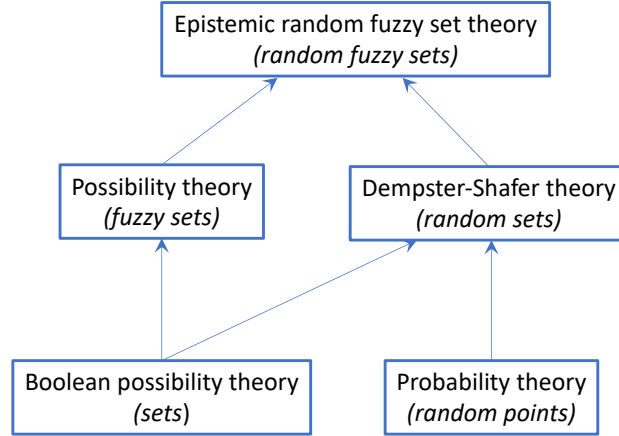 Epistemic random fuzzy set theory
(random fuzzy sets)
Possibility theory
(fuzzy sets)
Dempster-Shafer theory
(random sets)
Boolean possibility theory
(sets)
Probability theory
(random points)